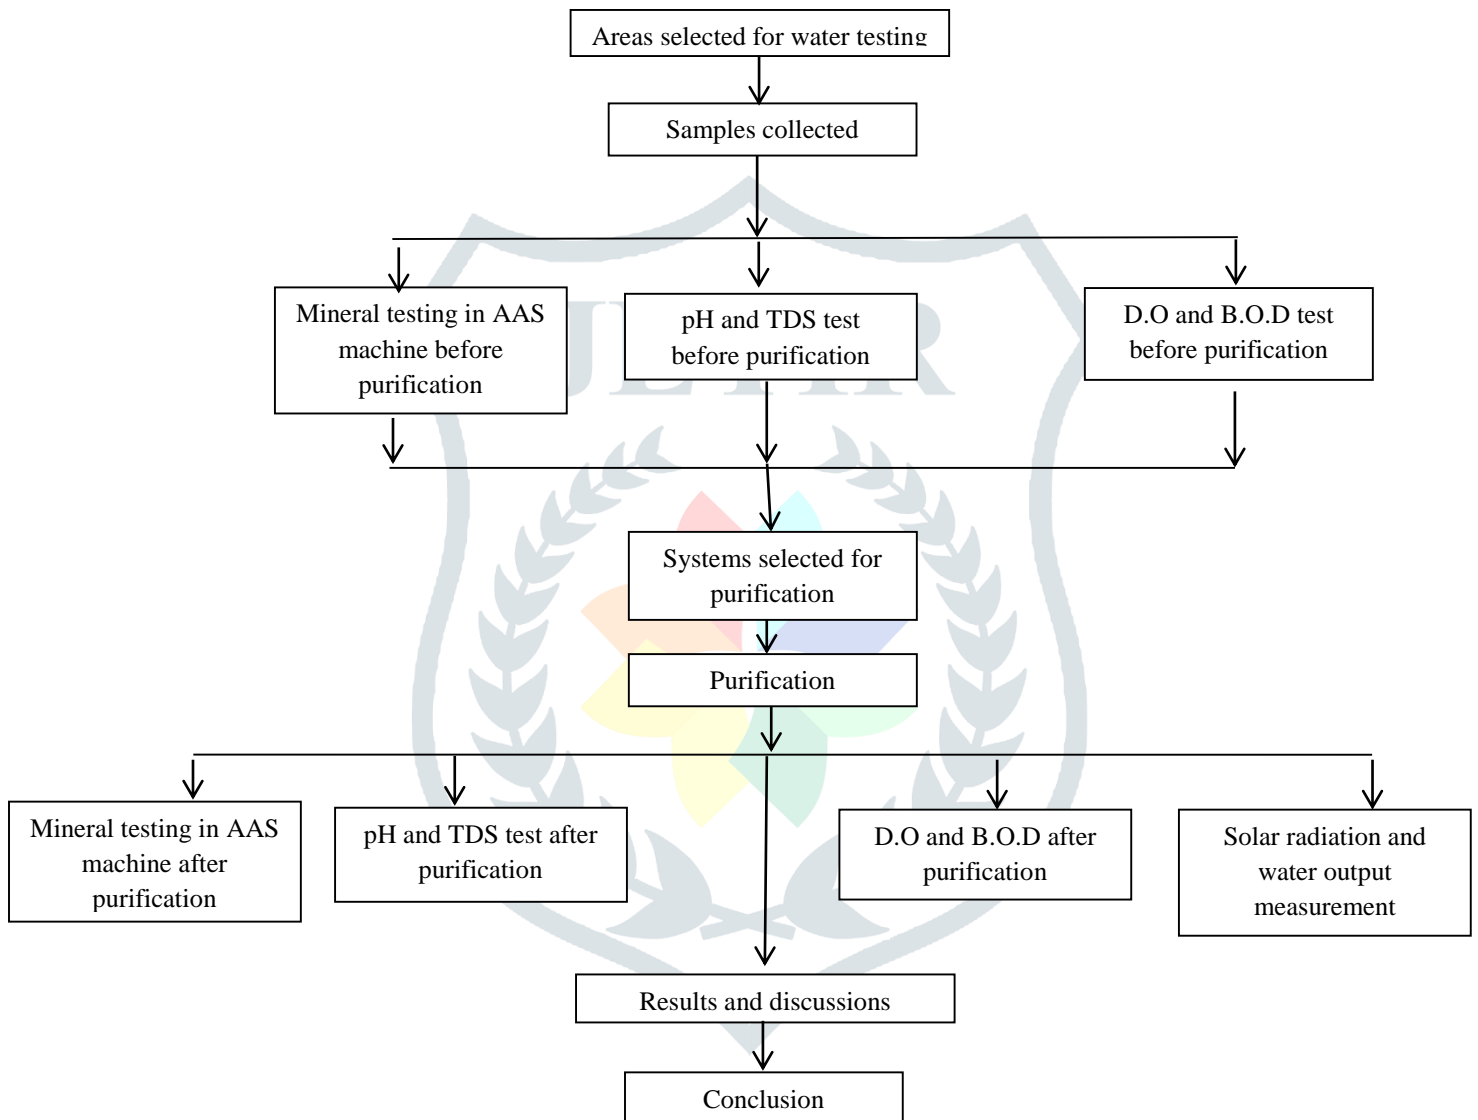 Areas selected for water testing
Samples collected
Mineral testing in AAS
machine before
purification
pH and TDS test
before purification
D.O and B.O.D test
before purification
Systems selected for
purification
Purification
Mineral testing in AAS
machine after
purification
pH and TDS test after
purification
D.O and B.O.D after
purification
Solar radiation and
water output
measurement
Results and discussions
Conclusion